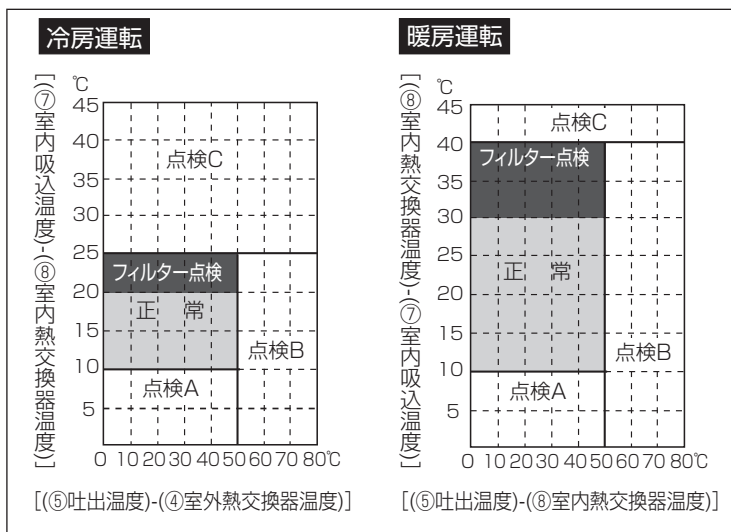 冷房運転
[(⑦室内吸込温度)-(⑧室内熱交換器温度)]
℃
45
40
35
30
25
20
15
10
5
点検C
フィルター点検
正 常
点検B
点検A
0 10 20 30 40 50 60 70 80℃
[(⑤吐出温度)-(④室外熱交換器温度)]
暖房運転
[(⑧室内熱交換器温度)-(⑦室内吸込温度)]
℃
45
40
35
30
25
20
15
10
5
点検C
フィルター点検
正 常
点検B
点検A
0 10 20 30 40 50 60 70 80℃
[(⑤吐出温度)-(⑧室内熱交換器温度)]